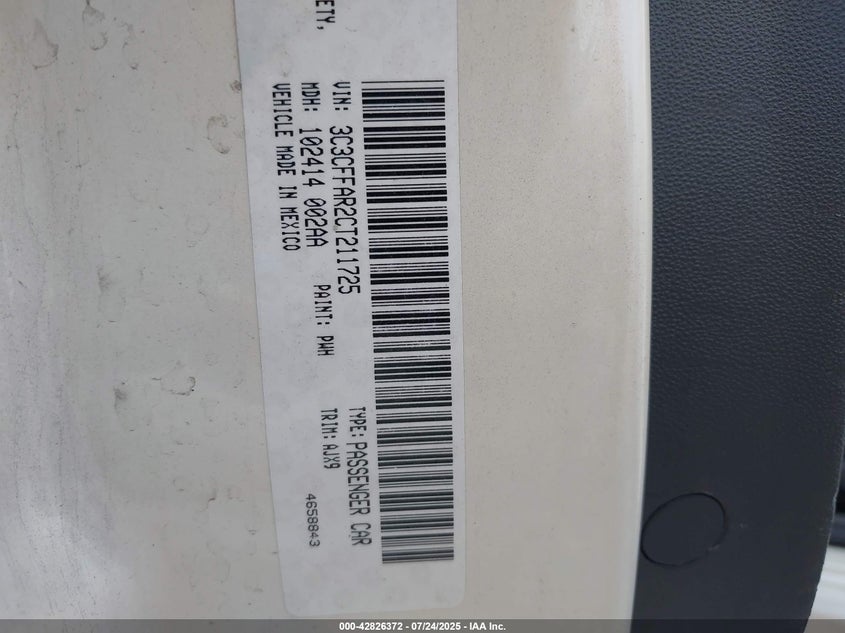 ETY,
VIN: 3C3CFFAR2CT211725
TYPE: PASSENGER CAR
MDH: 102414 002AA
PAINT: PWH
TRIM: AJX9
VEHICLE MADE IN MEXICO
4658843
000-42826372 - 07/24/2025 - IAA Inc.